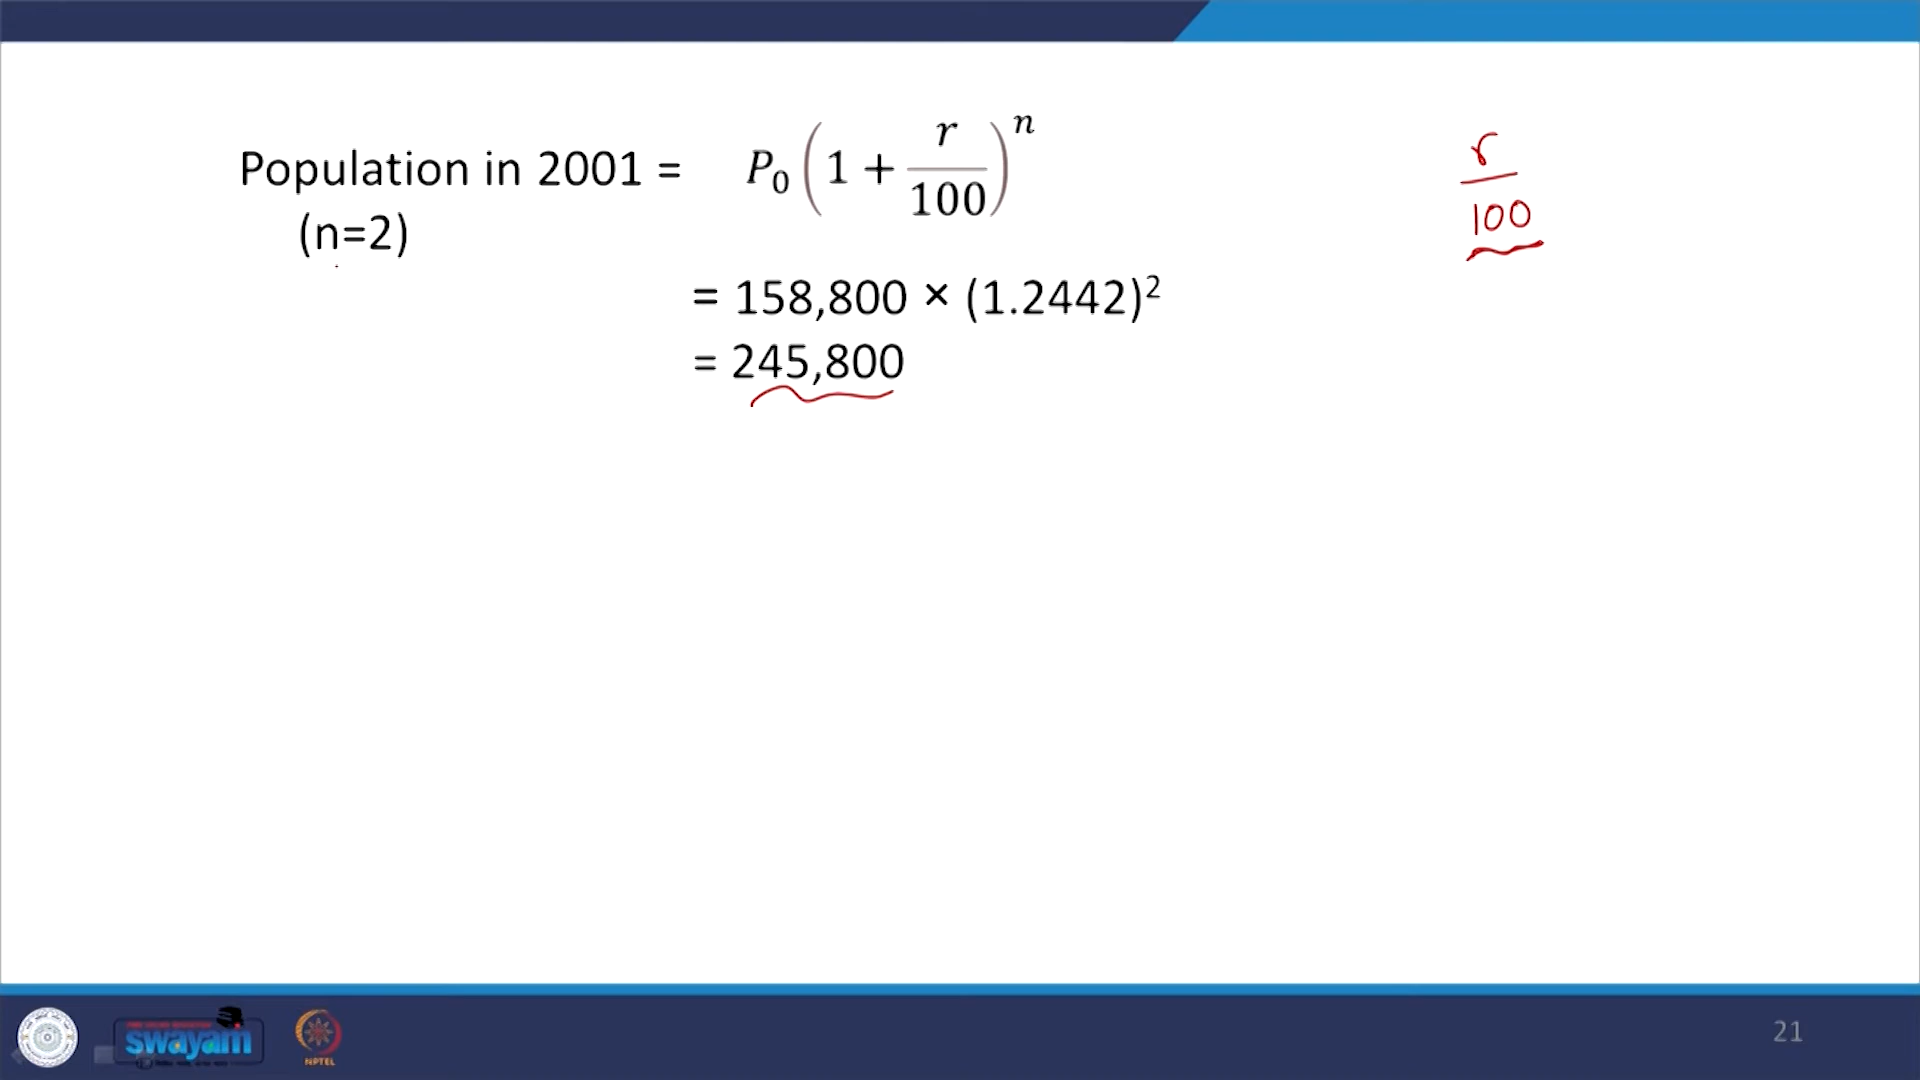 Population in 2001 = P₀(1 + r/100)ⁿ
(n=2)
= 158,800 × (1.2442)²
= 245,800
r/100
swayam
NPTEL
21